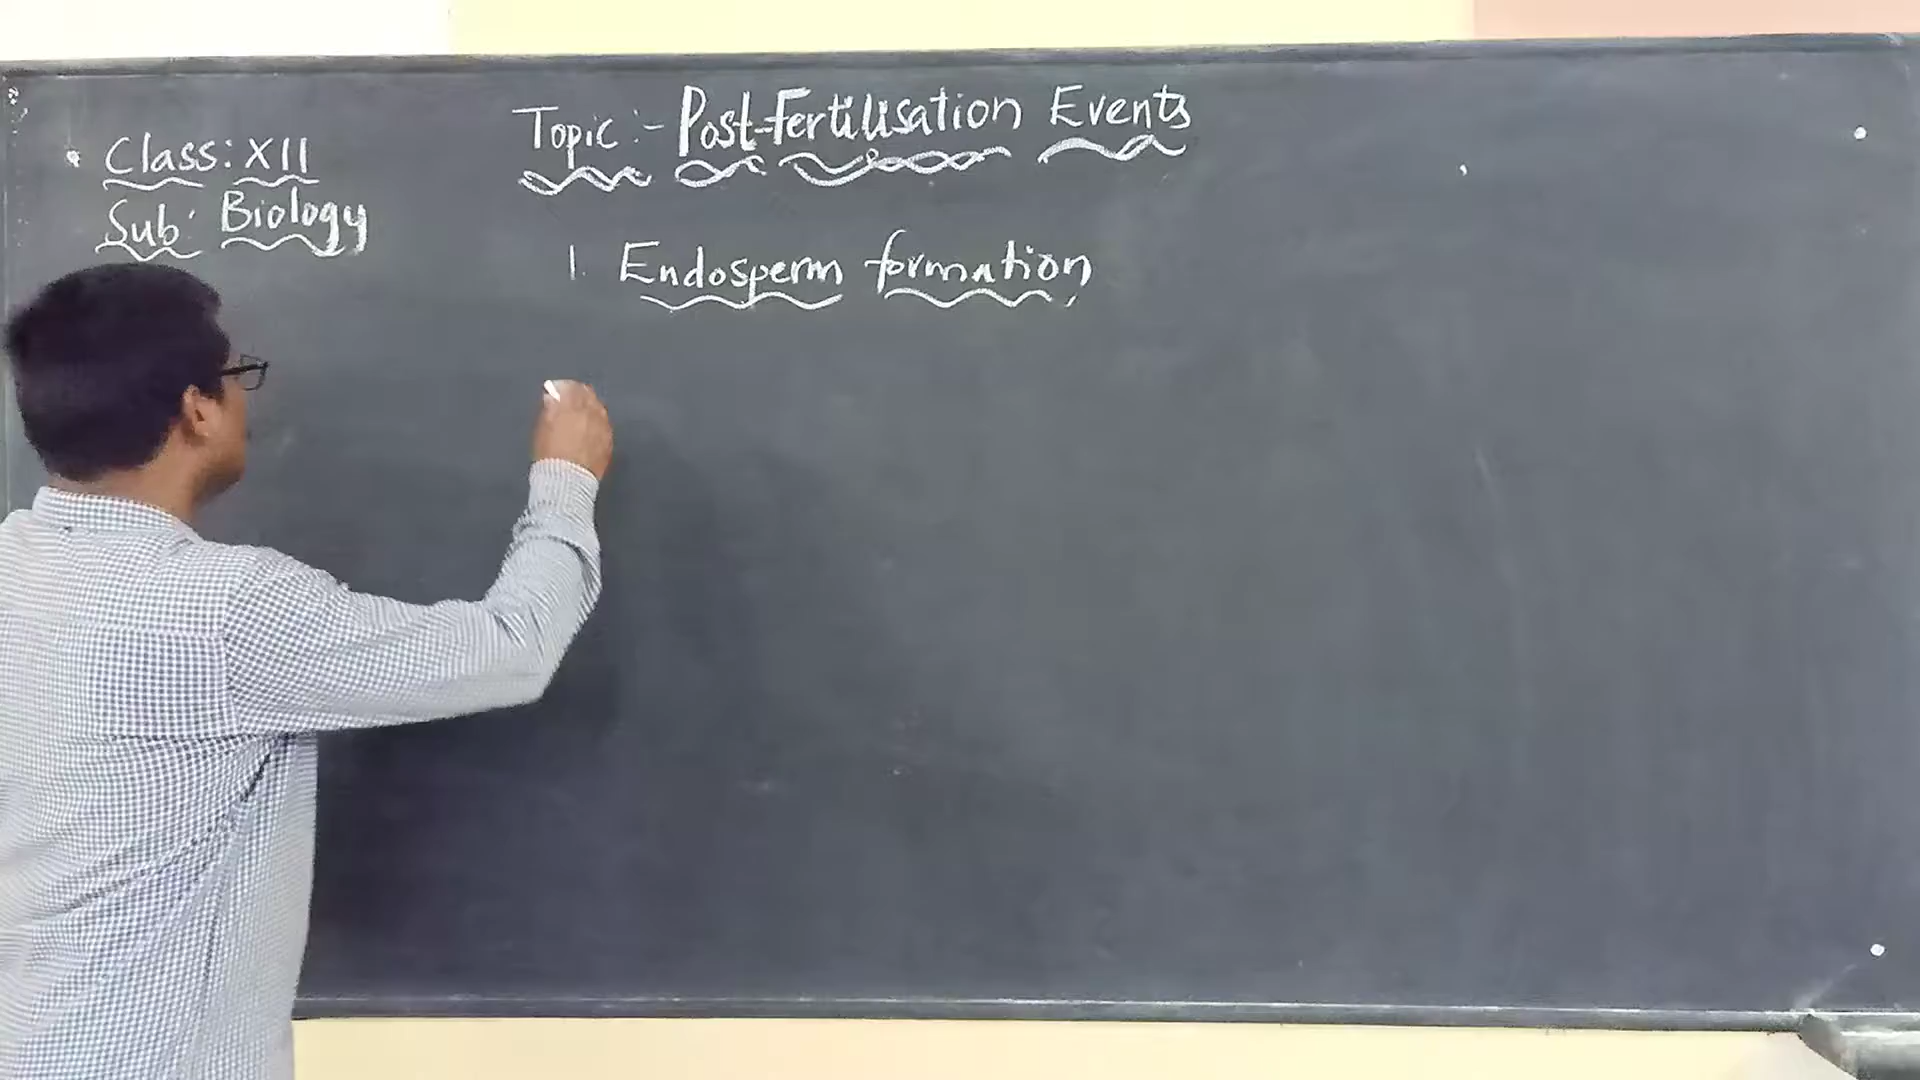 Class: XII
Sub: Biology
Topic:- Post-Fertilisation Events
1. Endosperm formation